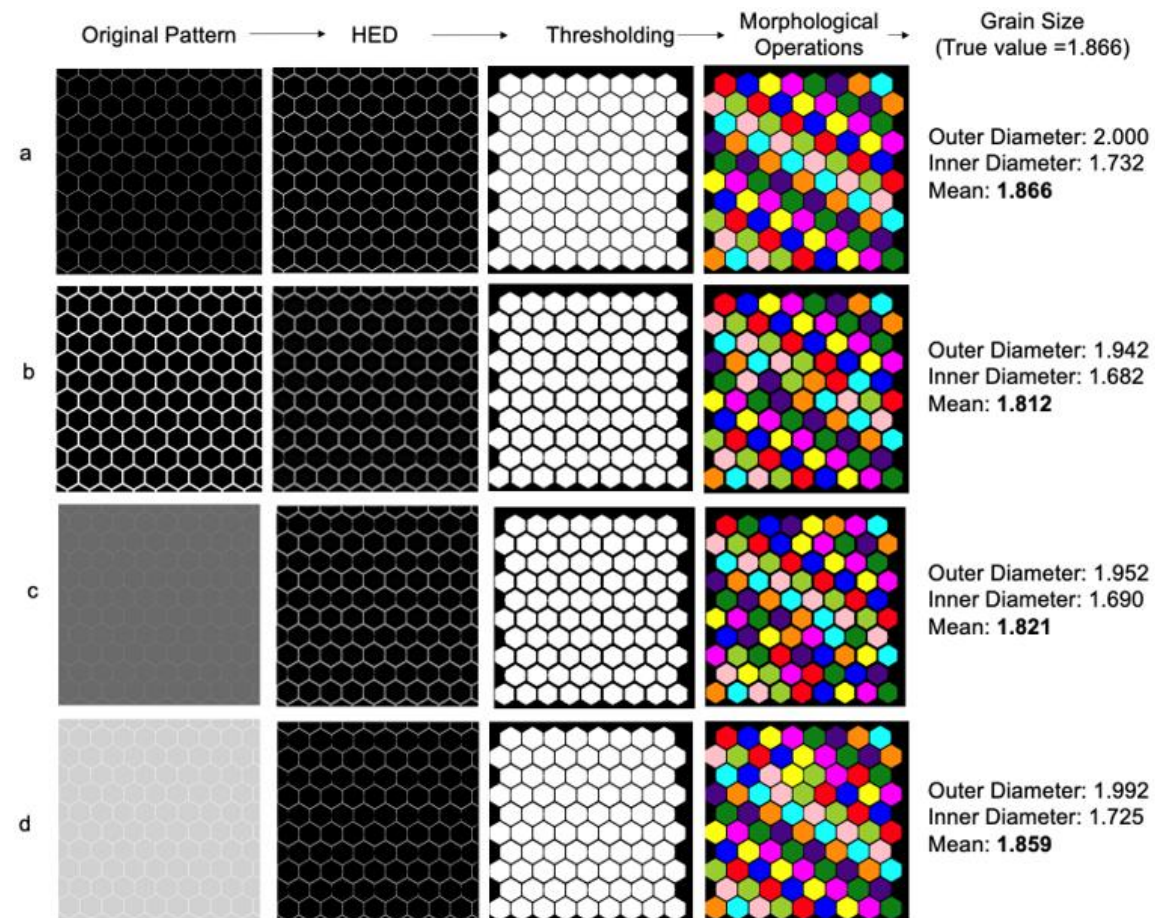 Original Pattern HED Thresholding Morphological Operations Grain Size
(True value =1.866)
a
Outer Diameter: 2.000
Inner Diameter: 1.732
Mean: 1.866
b
Outer Diameter: 1.942
Inner Diameter: 1.682
Mean: 1.812
c
Outer Diameter: 1.952
Inner Diameter: 1.690
Mean: 1.821
d
Outer Diameter: 1.992
Inner Diameter: 1.725
Mean: 1.859